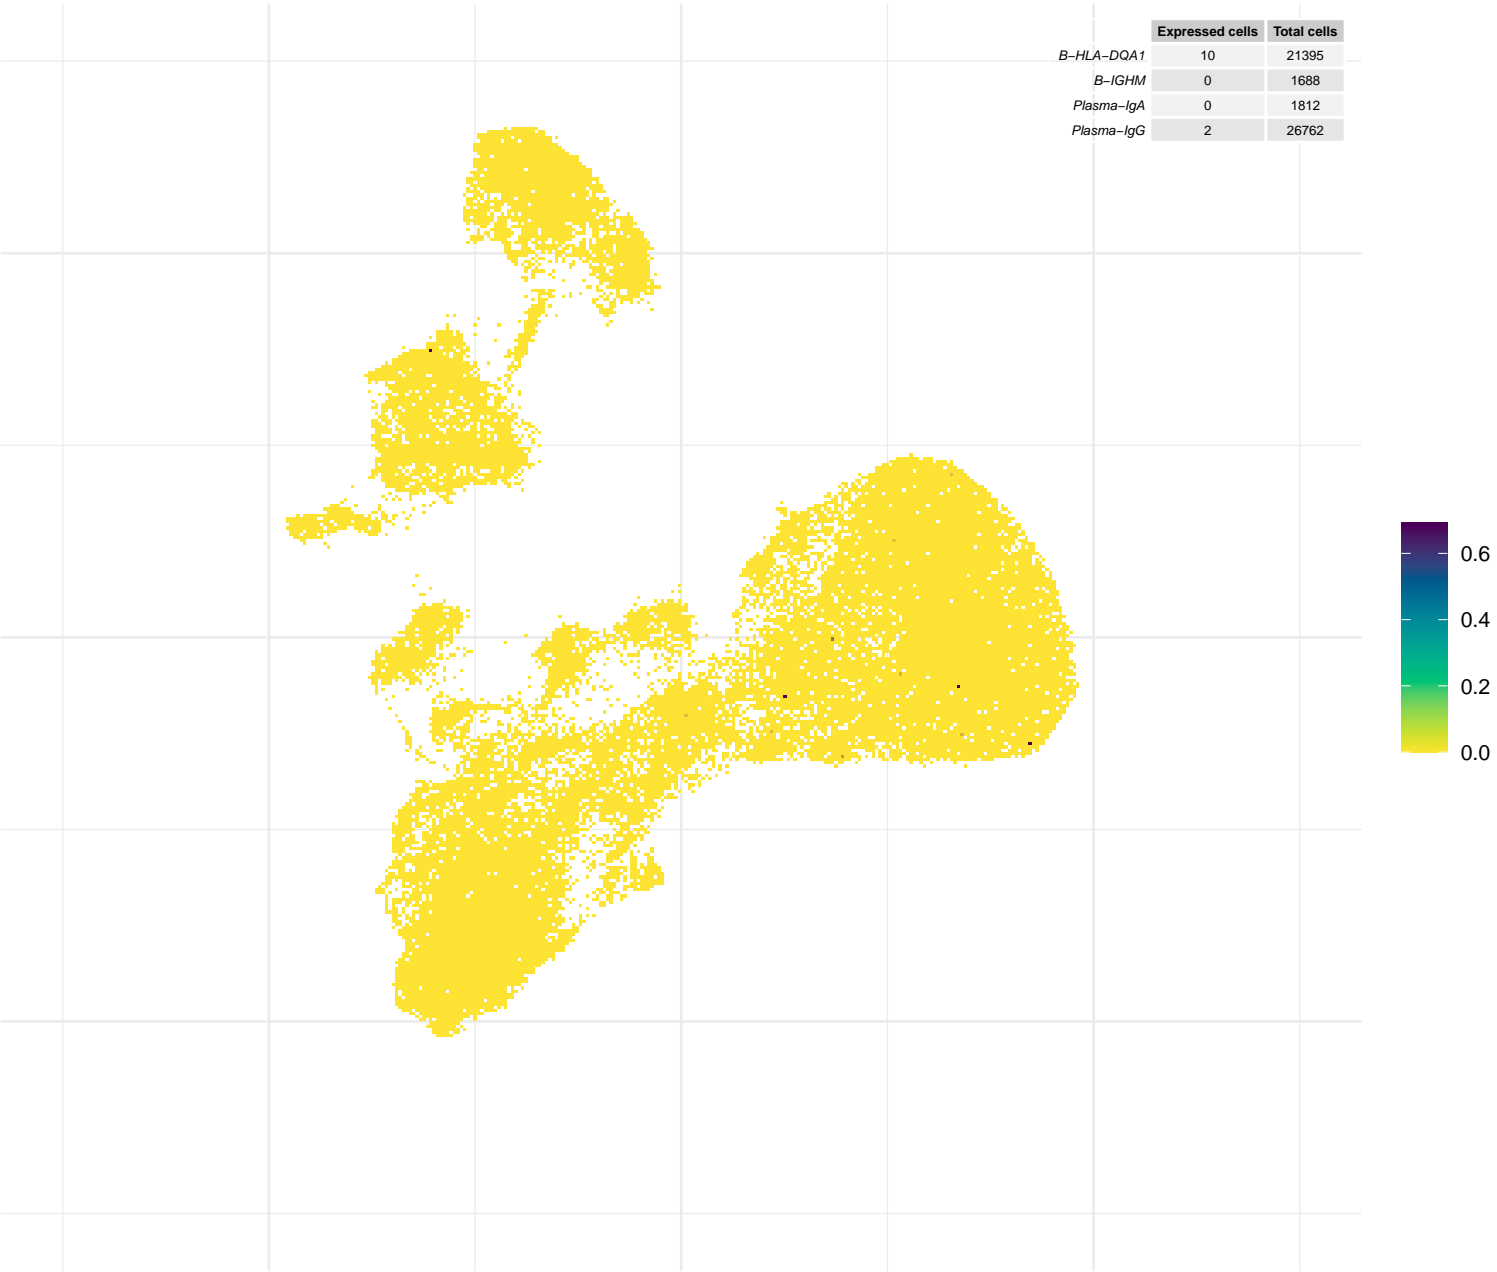 Expressed cells Total cells
B−HLA−DQA1 10 21395
B−IGHM 0 1688
Plasma−IgA 0 1812
Plasma−IgG 2 26762
0.6
0.4
0.2
0.0